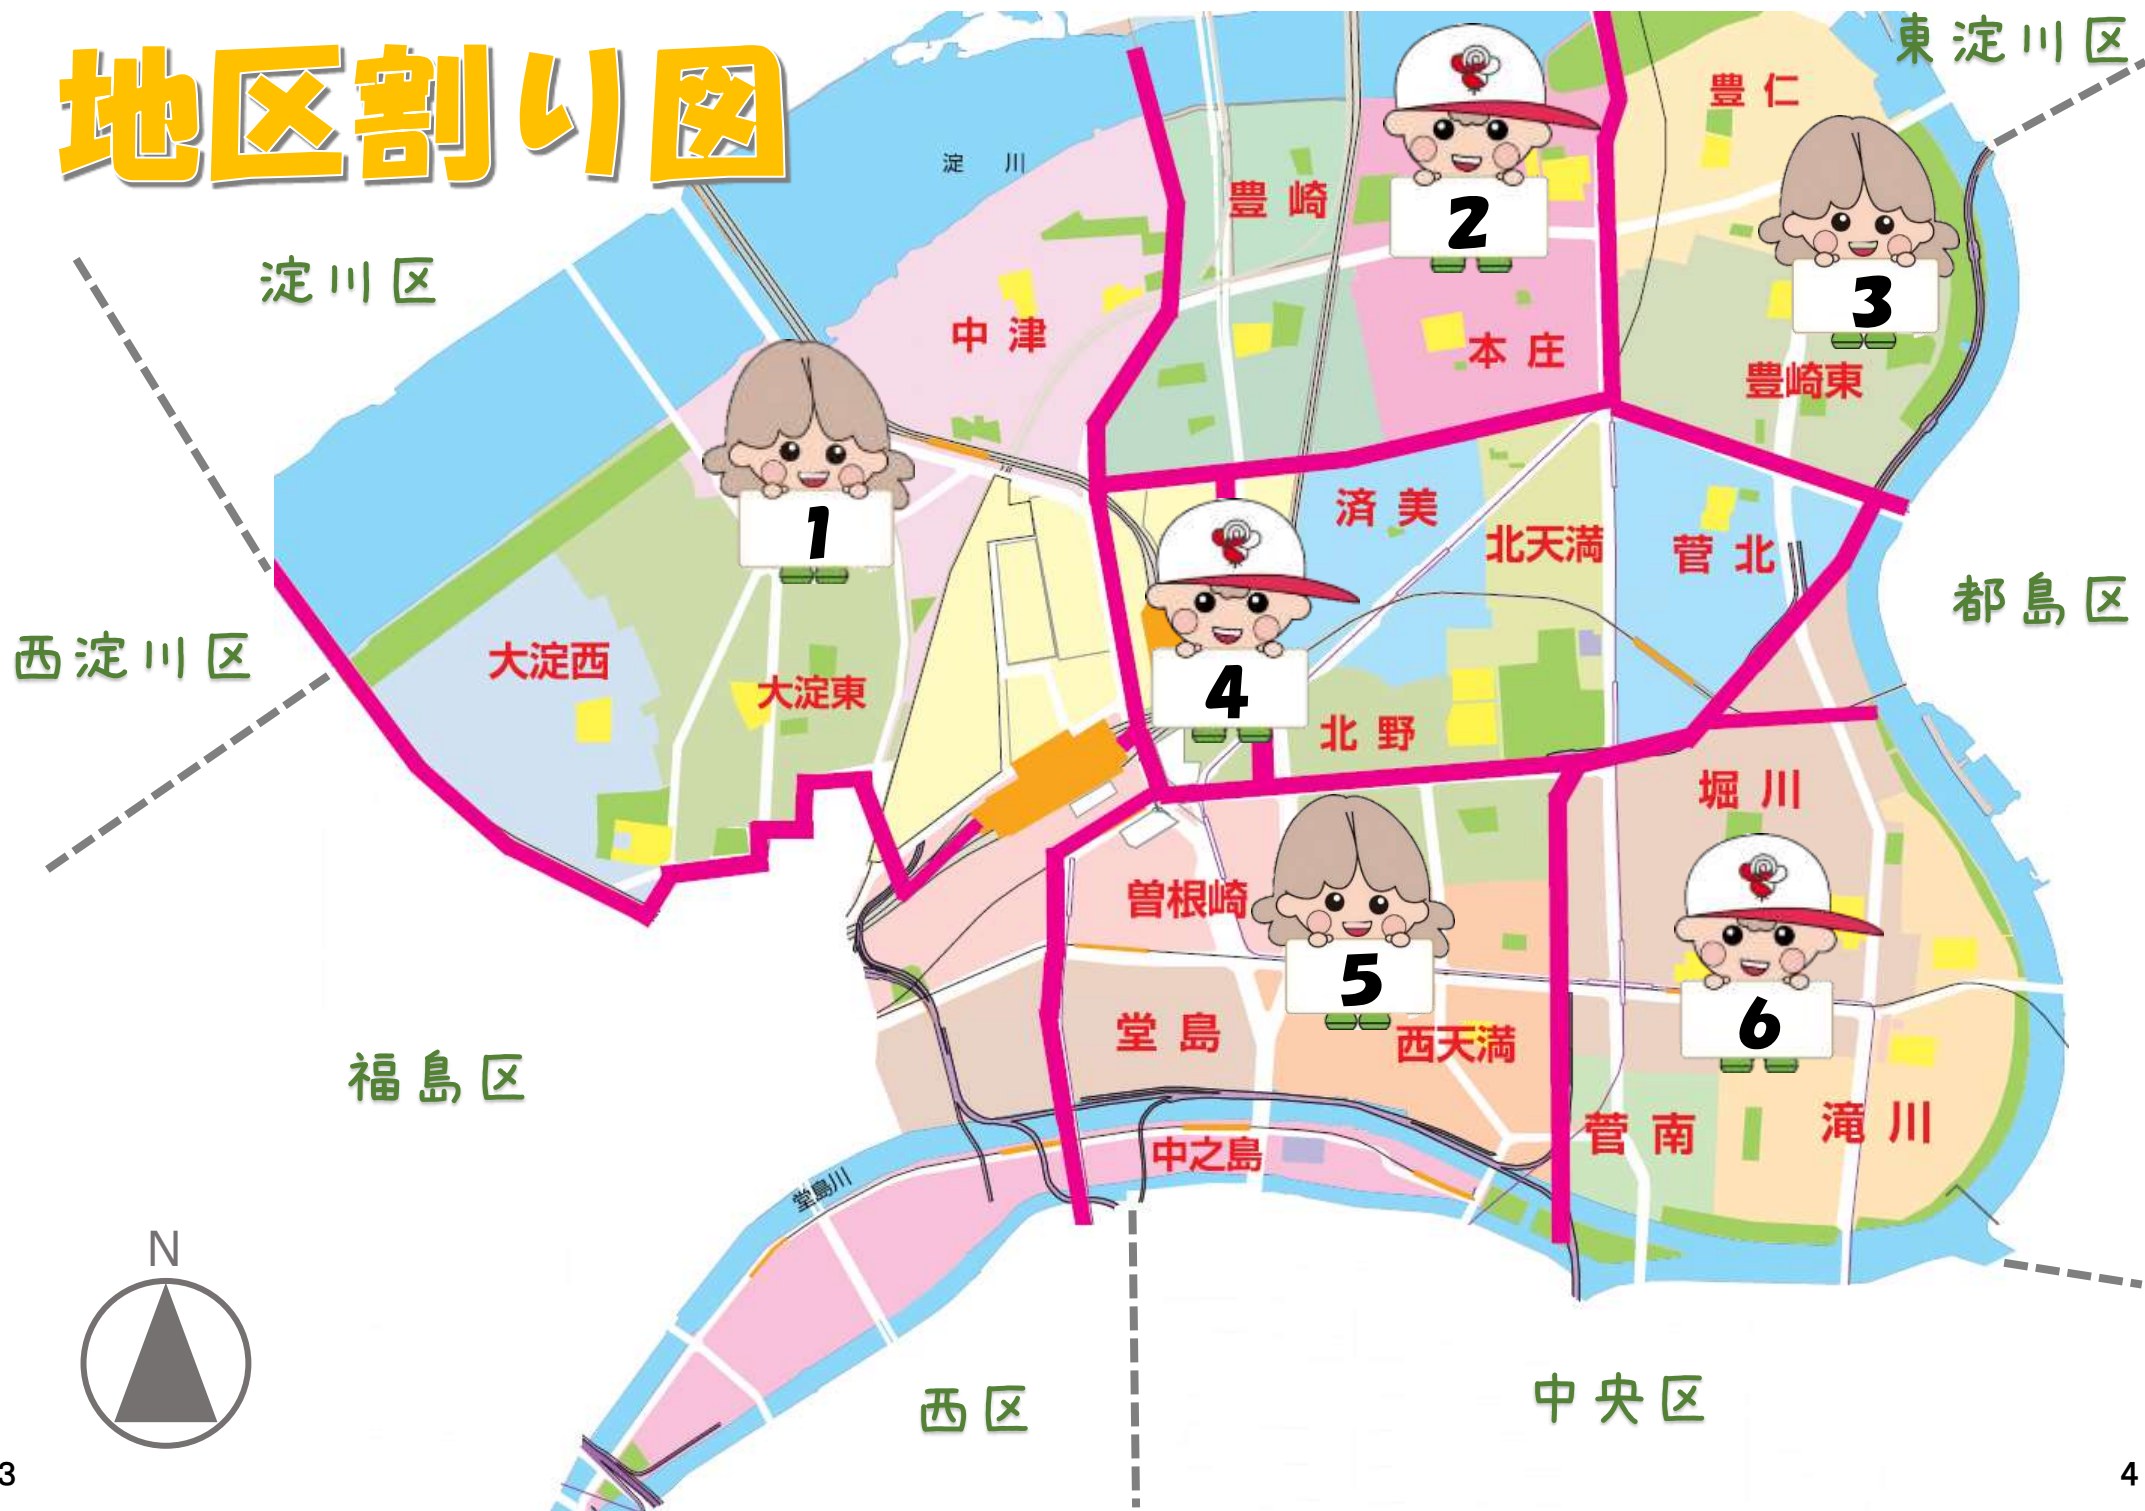 地区割り図
東淀川区
豊仁
淀川
豊崎
2
淀川区
3
中津
本庄
豊崎東
1
済美
北天満
菅北
都島区
西淀川区
大淀西
大淀東
4
北野
堀川
曽根崎
5
6
堂島
西天満
福島区
菅南
滝川
中之島
堂島川
N
西区
中央区
3
4